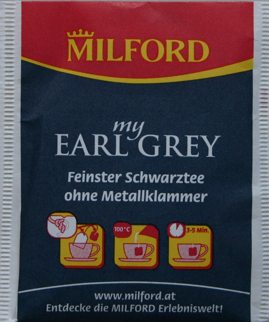 MILFORD
my
EARL GREY
Feinster Schwarztee
ohne Metallklammer
100°C
3-5 Min.
www.milford.at
Entdecke die MILFORD Erlebniswelt!